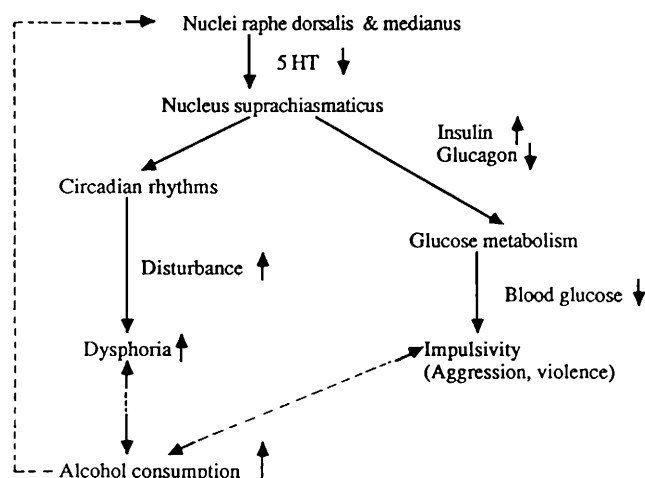 Nuclei raphe dorsalis & medianus
5 HT
Nucleus suprachiasmaticus
Insulin
Glucagon
Circadian rhythms
Glucose metabolism
Disturbance
Blood glucose
Dysphoria
Impulsivity
(Aggression, violence)
Alcohol consumption